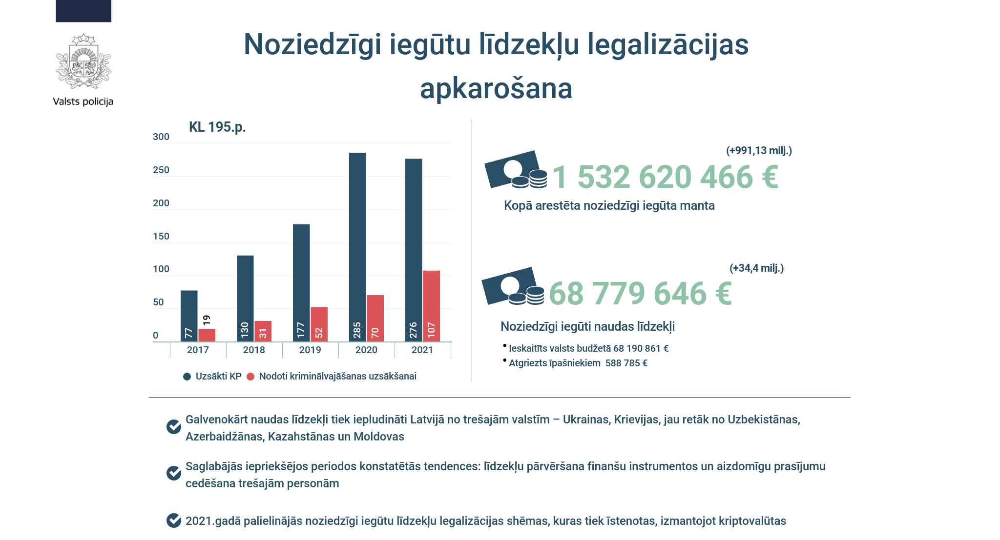 Valsts policija
Noziedzīgi iegūtu līdzekļu legalizācijas
apkarošana
KL 195.p.
300
250
200
150
100
50
0
77
19
130
31
177
52
285
70
276
107
2017
2018
2019
2020
2021
Uzsākti KP
Nodoti kriminālvajāšanas uzsākšanai
(+991,13 milj.)
1 532 620 466 €
Kopā arestēta noziedzīgi iegūta manta
(+34,4 milj.)
68 779 646 €
Noziedzīgi iegūti naudas līdzekļi
• Ieskaitīts valsts budžetā 68 190 861 €
• Atgriezts īpašniekiem 588 785 €
Galvenokārt naudas līdzekļi tiek iepludināti Latvijā no trešajām valstīm – Ukrainas, Krievijas, jau retāk no Uzbekistānas,
Azerbaidžānas, Kazahstānas un Moldovas
Saglabājās iepriekšējos periodos konstatētās tendences: līdzekļu pārvēršana finanšu instrumentos un aizdomīgu prasījumu
cedēšana trešajām personām
2021.gadā palielinājās noziedzīgi iegūtu līdzekļu legalizācijas shēmas, kuras tiek īstenotas, izmantojot kriptovalūtas